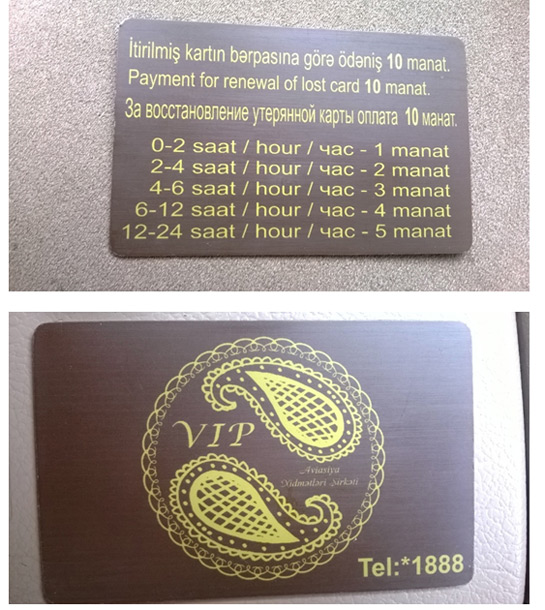 İtirilmiş kartın bərpasına görə ödəniş 10 manat.
Payment for renewal of lost card 10 manat.
За восстановление утерянной карты оплата 10 манат.
0-2 saat / hour / час - 1 manat
2-4 saat / hour / час - 2 manat
4-6 saat / hour / час - 3 manat
6-12 saat / hour / час - 4 manat
12-24 saat / hour / час - 5 manat
VIP
Aviasiya
Xidmətləri Şirkəti
Tel:*1888